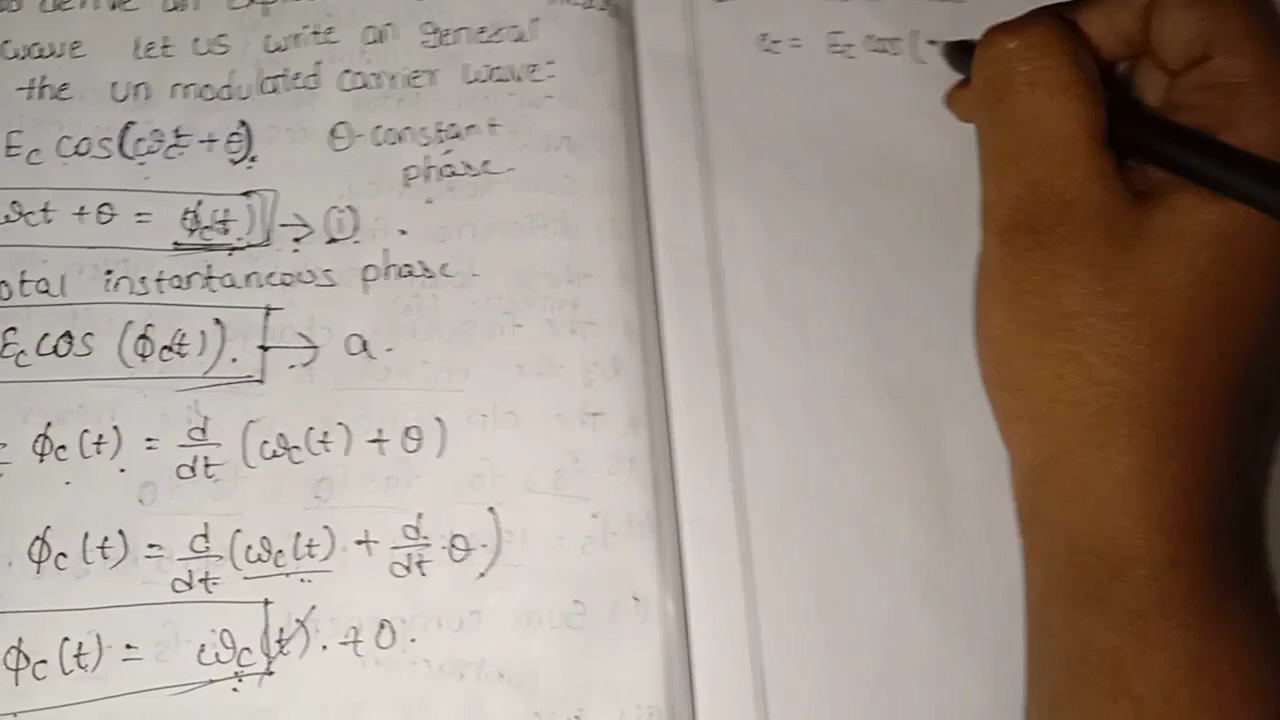 wave let us write an general
the un modulated carrier wave:
Ec cos(ωct + θ). θ-constant
phase.
ωct + θ = ϕc(t) → ①.
otal instantaneous phase.
Ec cos (ϕc(t)). → a.
= ϕc(t) = d/dt (ωc(t) + θ)
ϕc(t) = d/dt (ωc(t) + d/dt θ.)
ϕc(t) = ωc(t). + 0.
ec = Ec cos(